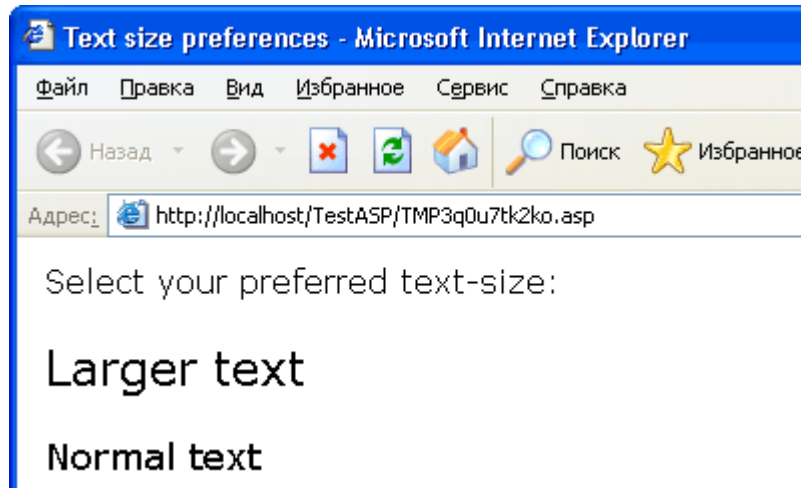 Text size preferences - Microsoft Internet Explorer
Файл Правка Вид Избранное Сервис Справка
Назад Поиск Избранное
Адрес: http://localhost/TestASP/TMP3q0u7tk2ko.asp
Select your preferred text-size:
Larger text
Normal text